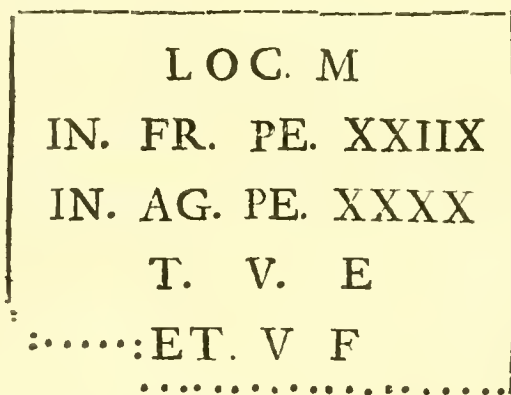 LOC. M
IN. FR. PE. XXIIX
IN. AG. PE. XXXX
T. V. E
ET. V F